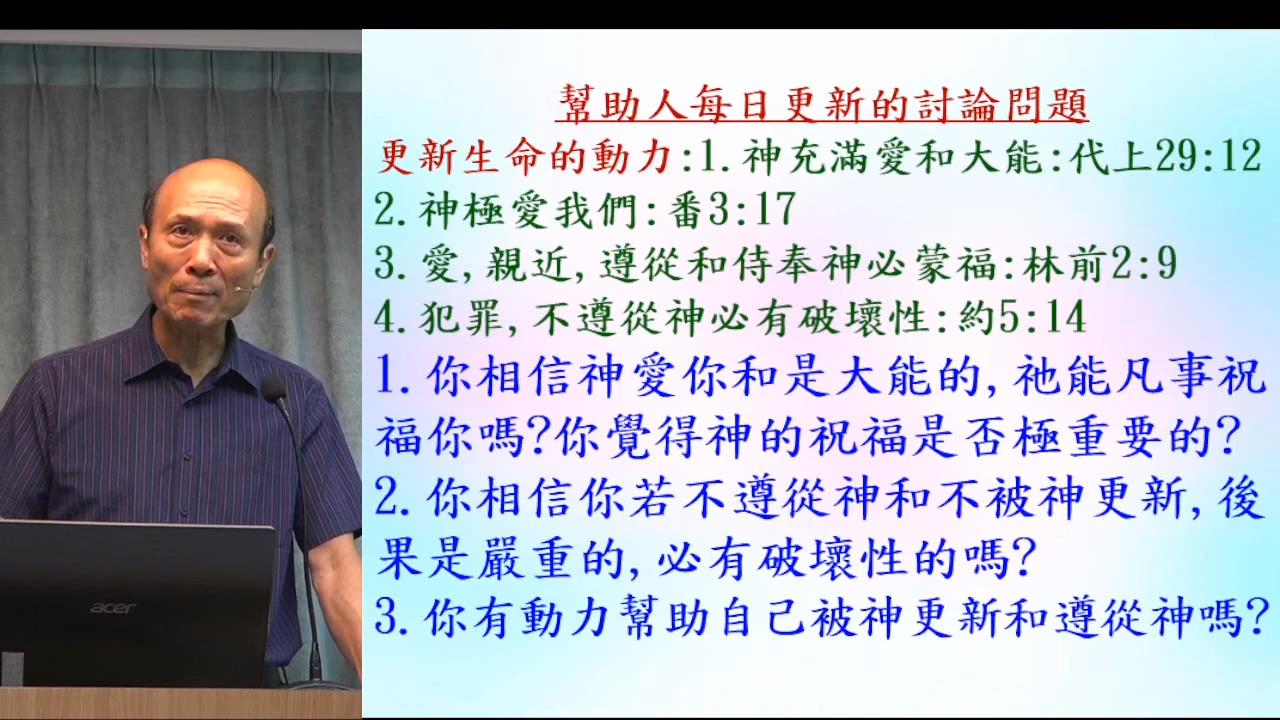 幫助人每日更新的討論問題
更新生命的動力:1.神充滿愛和大能:代上29:12
2.神極愛我們:番3:17
3.愛,親近,遵從和侍奉神必蒙福:林前2:9
4.犯罪,不遵從神必有破壞性:約5:14
1.你相信神愛你和是大能的,祂能凡事祝
福你嗎?你覺得神的祝福是否極重要的?
2.你相信你若不遵從神和不被神更新,後
果是嚴重的,必有破壞性的嗎?
3.你有動力幫助自己被神更新和遵從神嗎?
acer